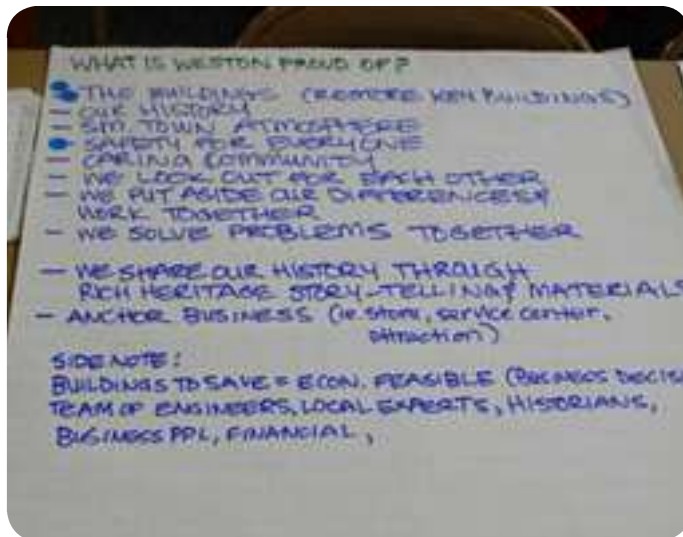 WHAT IS WESTON PROUD OF?
THE BUILDINGS (RESTORE KEY BUILDINGS)
- OUR HISTORY
- SM. TOWN ATMOSPHERE
- SAFETY FOR EVERYONE
- CARING COMMUNITY
- WE LOOK OUT FOR EACH OTHER
- WE PUT ASIDE OUR DIFFERENCES &
WORK TOGETHER
- WE SOLVE PROBLEMS TOGETHER
- WE SHARE OUR HISTORY THROUGH
RICH HERITAGE STORY-TELLING & MATERIALS
- ANCHOR BUSINESS (ie. store, service center,
attraction)
SIDE NOTE:
BUILDINGS TO SAVE = ECON. FEASIBLE (BUSINESS DECIS
TEAM OF ENGINEERS, LOCAL EXPERTS, HISTORIANS,
BUSINESS PPL, FINANCIAL,